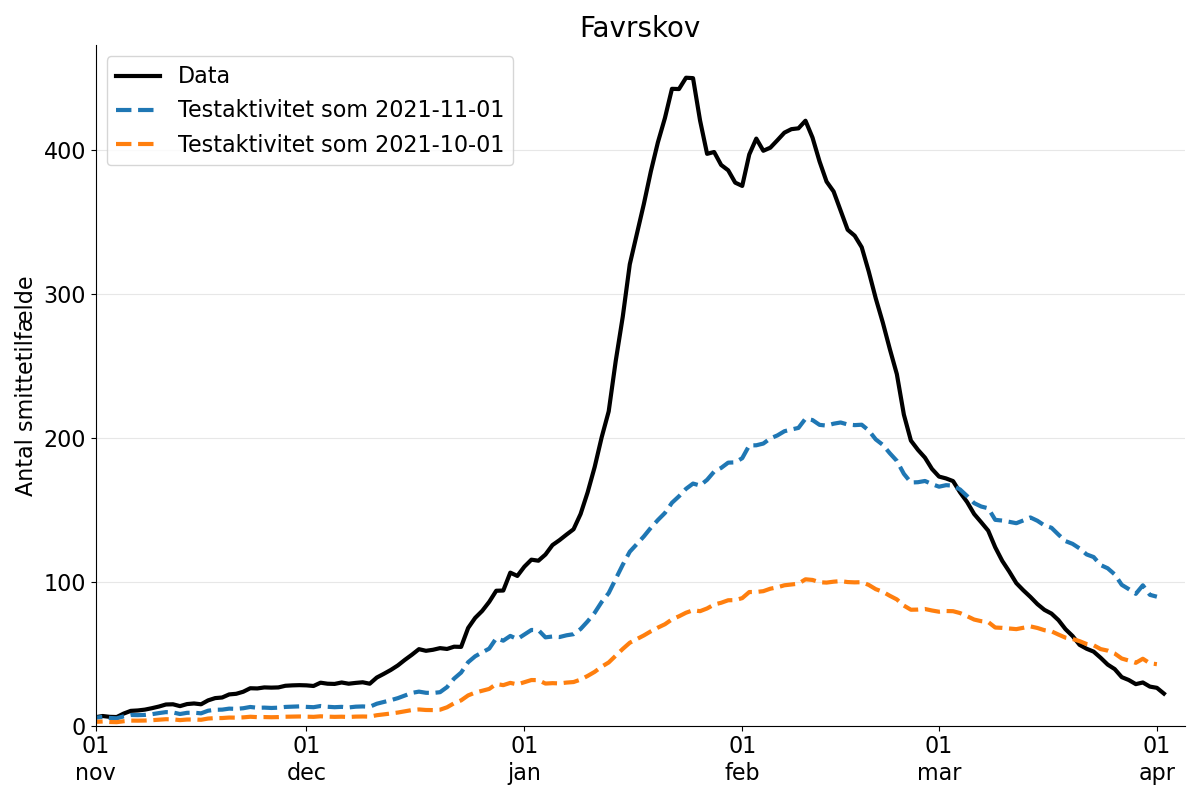 Favrskov
Data
Testaktivitet som 2021-11-01
Testaktivitet som 2021-10-01
Antal smittetilfælde
400
300
200
100
0
01 01 01 01 01 01
nov dec jan feb mar apr